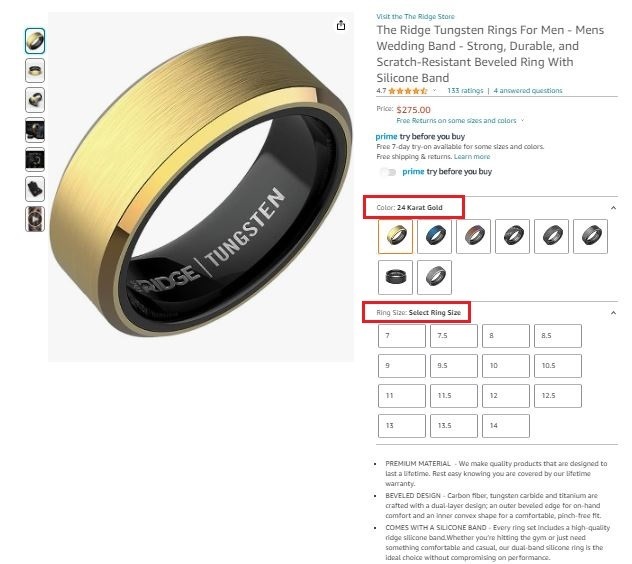 Visit the The Ridge Store
The Ridge Tungsten Rings For Men - Mens
Wedding Band - Strong, Durable, and
Scratch-Resistant Beveled Ring With
Silicone Band
4.7 133 ratings | 4 answered questions
Price: $275.00
Free Returns on some sizes and colors
prime try before you buy
Free 7-day try-on available for some sizes and colors.
Free shipping & returns. Learn more
prime try before you buy
Color: 24 Karat Gold
RIDGE | TUNGSTEN
Ring Size: Select Ring Size
7 7.5 8 8.5
9 9.5 10 10.5
11 11.5 12 12.5
13 13.5 14
PREMIUM MATERIAL - We make quality products that are designed to
last a lifetime. Rest easy knowing you are covered by our lifetime
warranty.
BEVELED DESIGN - Carbon fiber, tungsten carbide and titanium are
crafted with a dual-layer design; an outer beveled edge for on-hand
comfort and an inner convex shape for a comfortable, pinch-free fit.
COMES WITH A SILICONE BAND - Every ring set includes a high-quality
ridge silicone band.Whether you're hitting the gym or just need
something comfortable and casual, our dual-band silicone ring is the
ideal choice without compromising on performance.